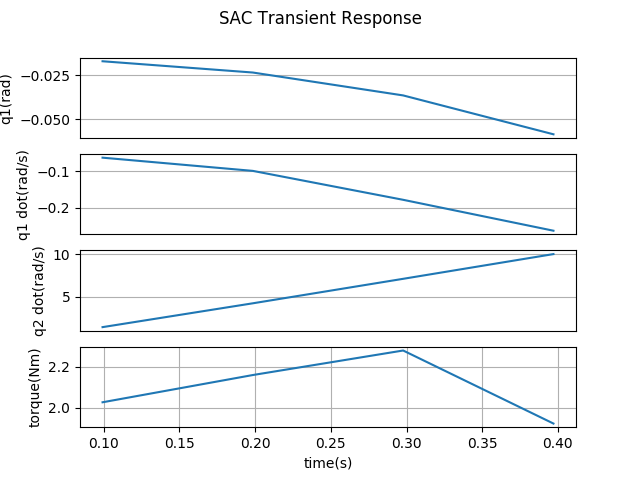 SAC Transient Response
q1(rad)
−0.025
−0.050
q1 dot(rad/s)
−0.1
−0.2
q2 dot(rad/s)
10
5
torque(Nm)
2.2
2.0
0.10 0.15 0.20 0.25 0.30 0.35 0.40
time(s)